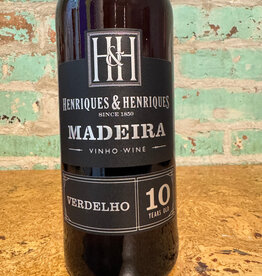 H&H
HENRIQUES & HENRIQUES
SINCE 1850
MADEIRA
VINHO · WINE
VERDELHO
10
YEARS OLD